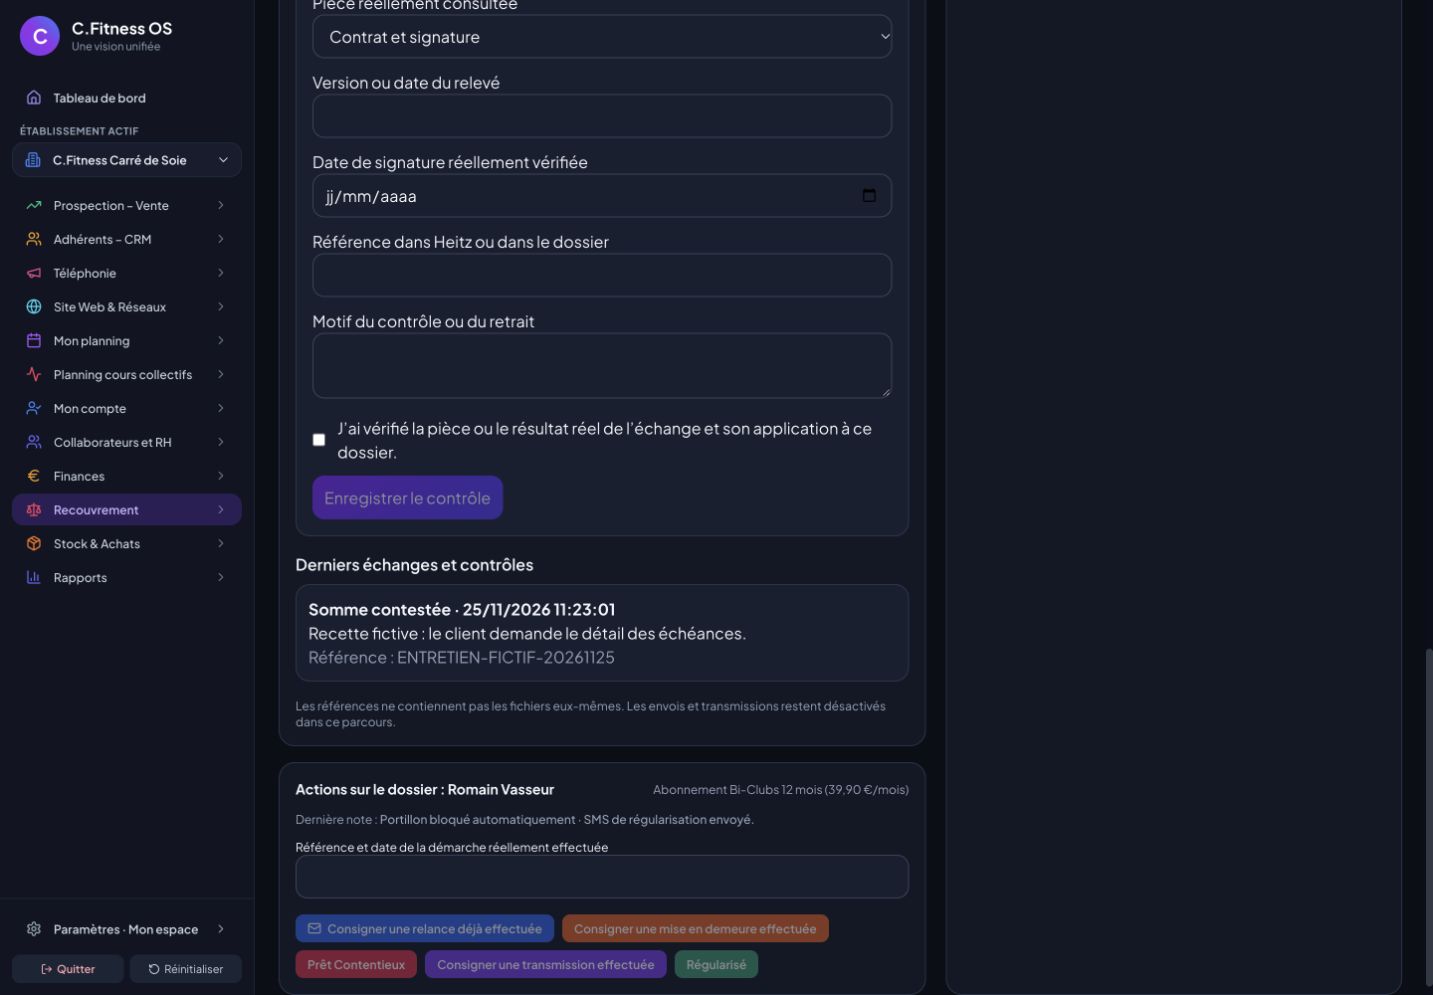 C
C.Fitness OS
Une vision unifiée
Tableau de bord
ÉTABLISSEMENT ACTIF
C.Fitness Carré de Soie
Prospection – Vente
Adhérents – CRM
Téléphonie
Site Web & Réseaux
Mon planning
Planning cours collectifs
Mon compte
Collaborateurs et RH
Finances
Recouvrement
Stock & Achats
Rapports
Paramètres · Mon espace
Quitter
Réinitialiser
Pièce réellement consultée
Contrat et signature
Version ou date du relevé
Date de signature réellement vérifiée
jj/mm/aaaa
Référence dans Heitz ou dans le dossier
Motif du contrôle ou du retrait
J’ai vérifié la pièce ou le résultat réel de l’échange et son application à ce
dossier.
Enregistrer le contrôle
Derniers échanges et contrôles
Somme contestée · 25/11/2026 11:23:01
Recette fictive : le client demande le détail des échéances.
Référence : ENTRETIEN-FICTIF-20261125
Les références ne contiennent pas les fichiers eux-mêmes. Les envois et transmissions restent désactivés
dans ce parcours.
Actions sur le dossier : Romain Vasseur
Abonnement Bi-Clubs 12 mois (39,90 €/mois)
Dernière note : Portillon bloqué automatiquement · SMS de régularisation envoyé.
Référence et date de la démarche réellement effectuée
Consigner une relance déjà effectuée
Consigner une mise en demeure effectuée
Prêt Contentieux
Consigner une transmission effectuée
Régularisé